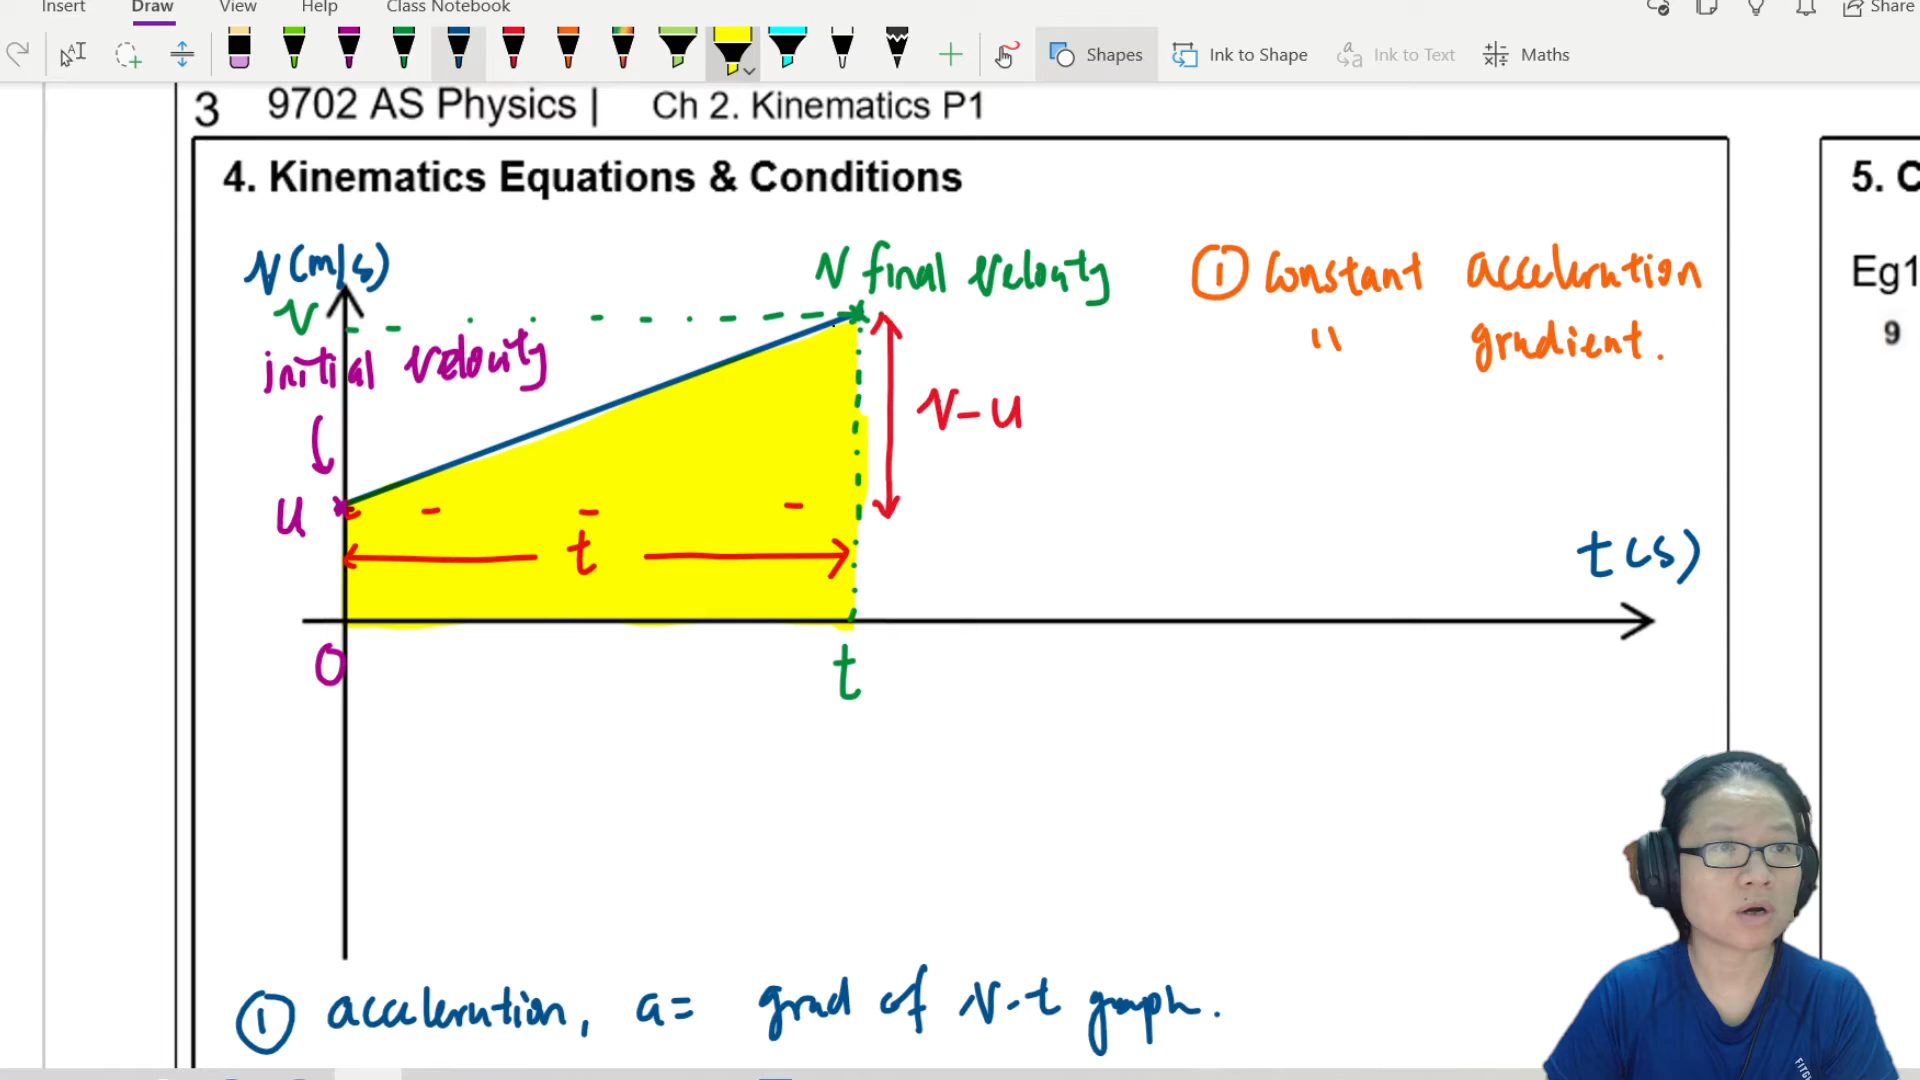 Insert Draw View Help Class Notebook Share
Shapes Ink to Shape Ink to Text Maths
3 9702 AS Physics | Ch 2. Kinematics P1
4. Kinematics Equations & Conditions
5. C
Eg1
9
v (m/s)
v
v final velocity
① constant acceleration
" gradient.
initial velocity
v-u
u
t
t(s)
0
t
① acceleration, a = grad of v-t graph.